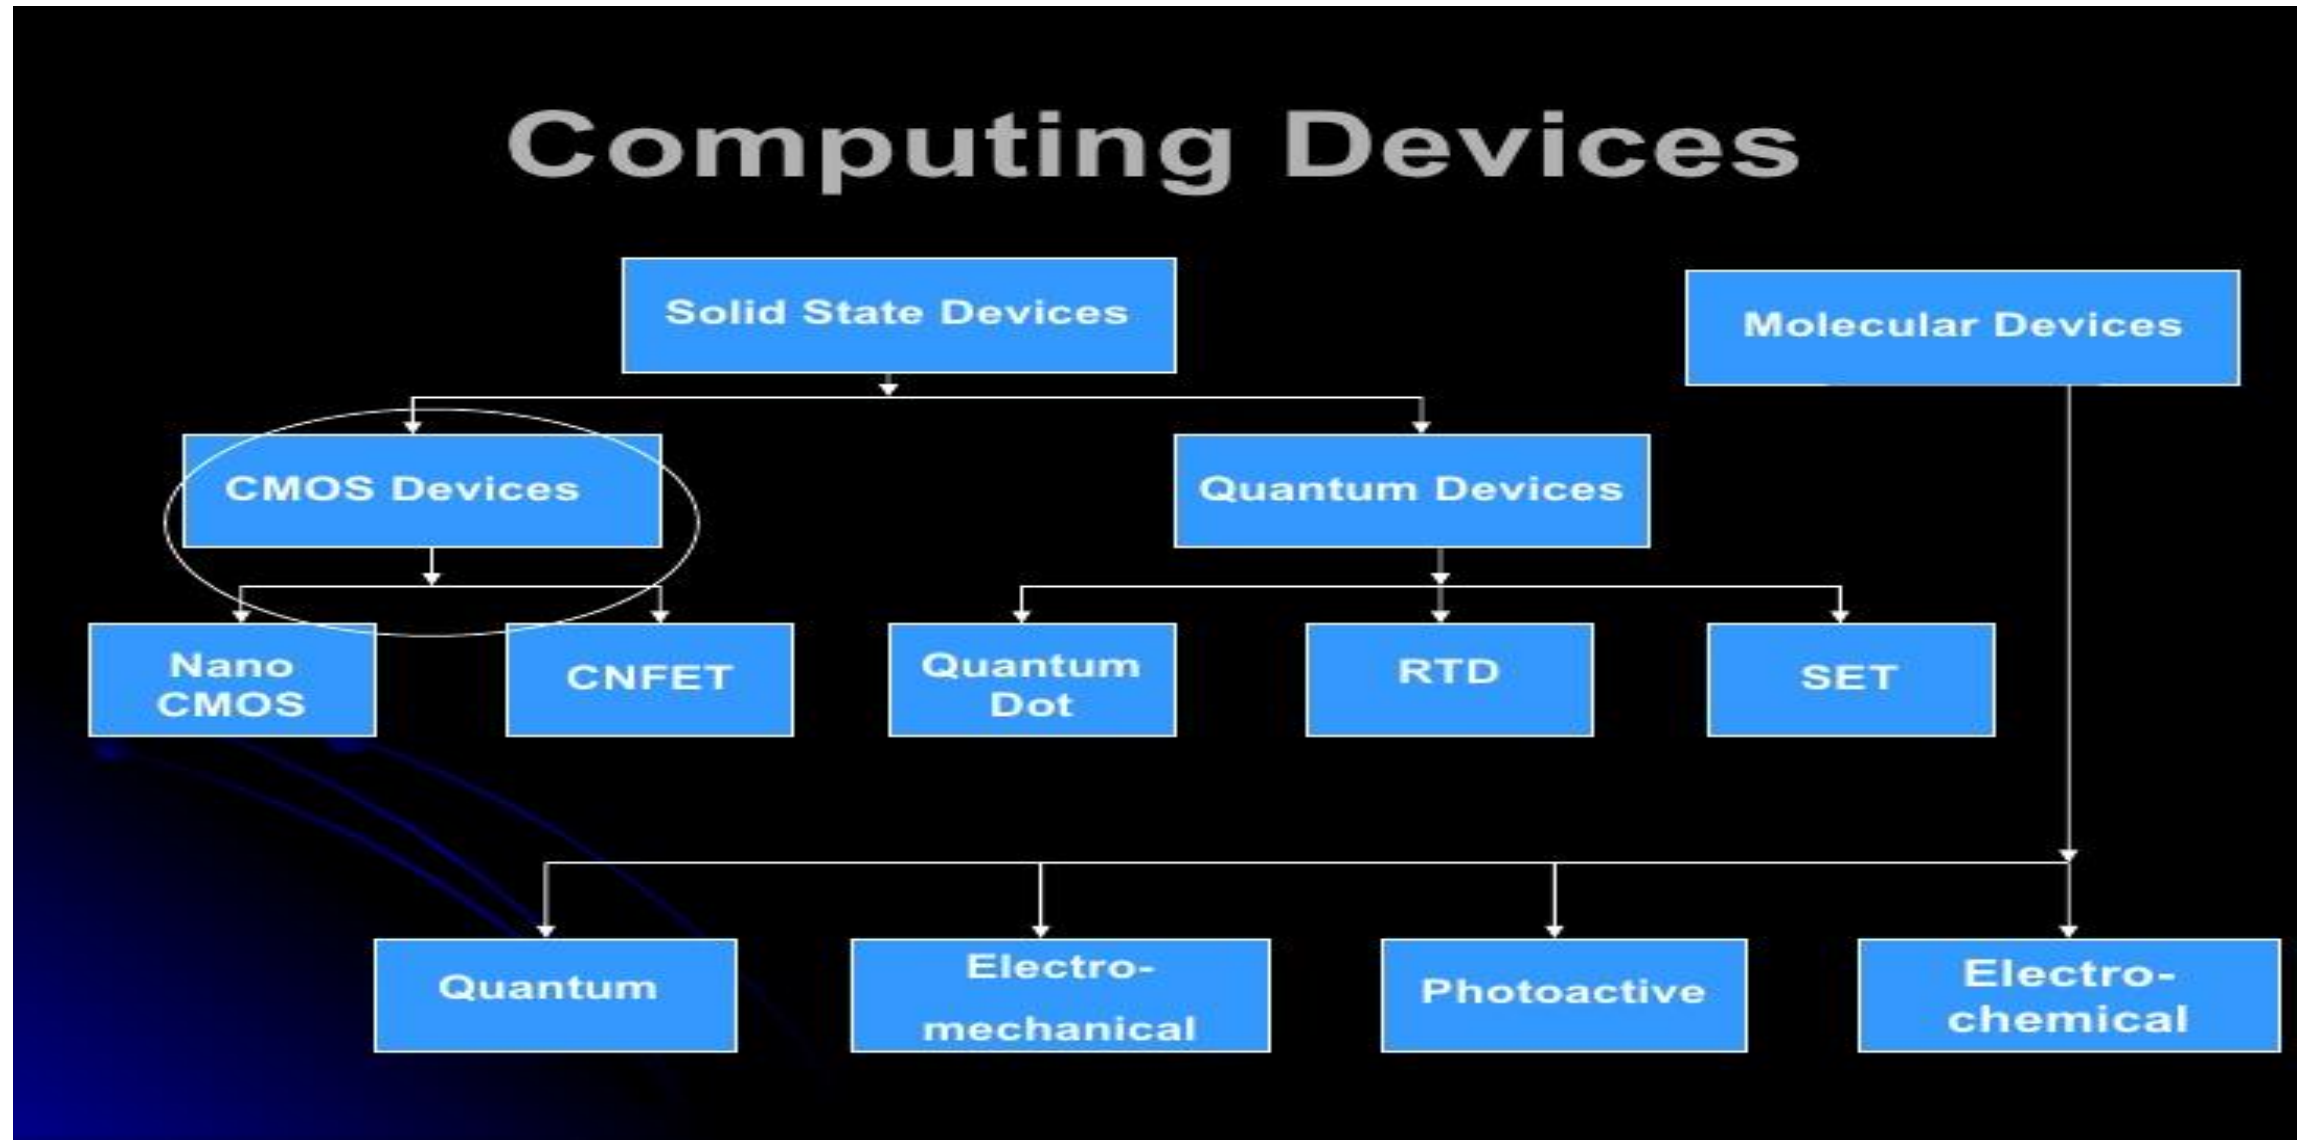 Computing Devices
Solid State Devices
Molecular Devices
CMOS Devices
Quantum Devices
Nano
CMOS
CNFET
Quantum
Dot
RTD
SET
Quantum
Electro-
mechanical
Photoactive
Electro-
chemical